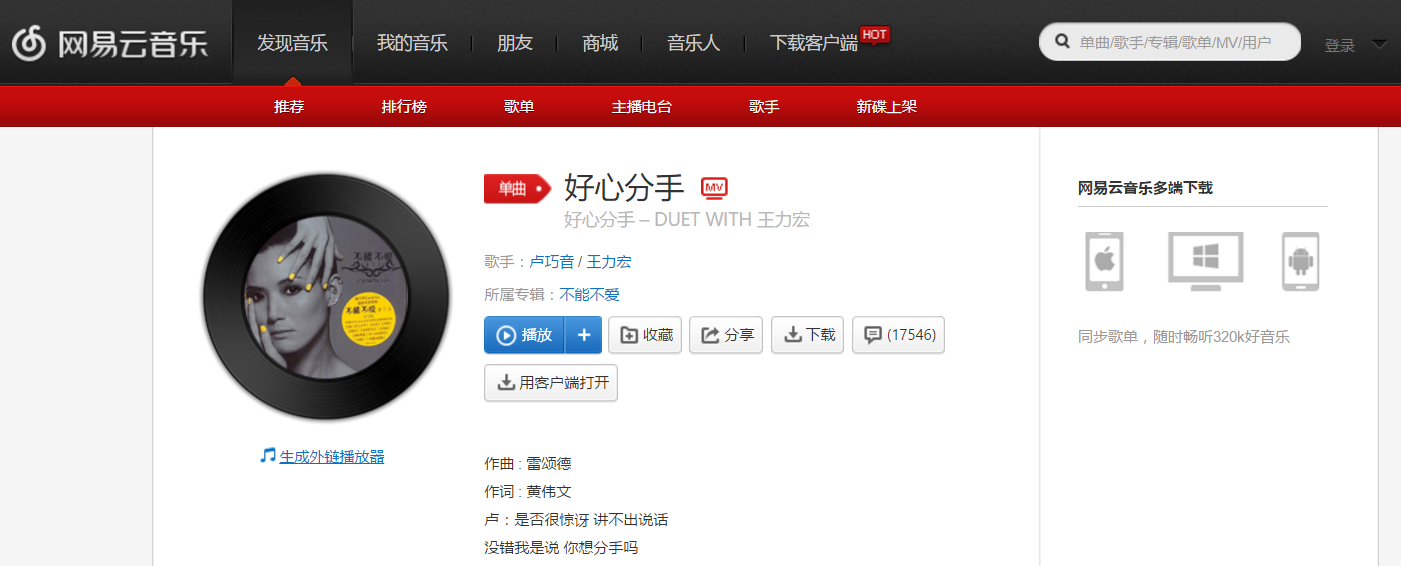 网易云音乐
发现音乐 我的音乐 朋友 商城 音乐人 下载客户端 HOT
单曲/歌手/专辑/歌单/MV/用户
登录
推荐 排行榜 歌单 主播电台 歌手 新碟上架
单曲 好心分手 MV
好心分手 – DUET WITH 王力宏
歌手：卢巧音 / 王力宏
所属专辑：不能不爱
播放 + 收藏 分享 下载 (17546)
用客户端打开
不能不爱
不能不爱
生成外链播放器
作曲 : 雷颂德
作词 : 黄伟文
卢：是否很惊讶 讲不出说话
没错我是说 你想分手吗
网易云音乐多端下载
同步歌单，随时畅听320k好音乐